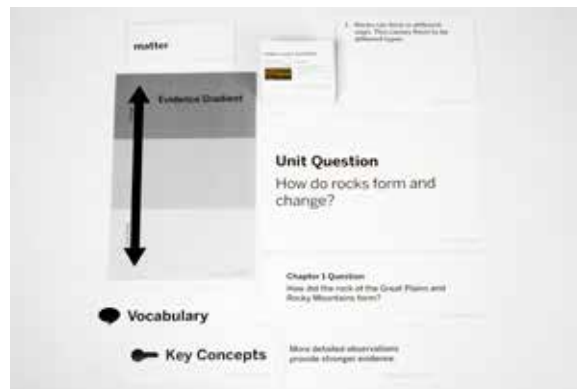 matter
1. Rocks can form in different
ways. This causes them to be
different types.
Evidence Gradient
Unit Question
How do rocks form and
change?
Chapter 1 Question
How did the rock of the Great Plains and
Rocky Mountains form?
Vocabulary
Key Concepts
More detailed observations
provide stronger evidence